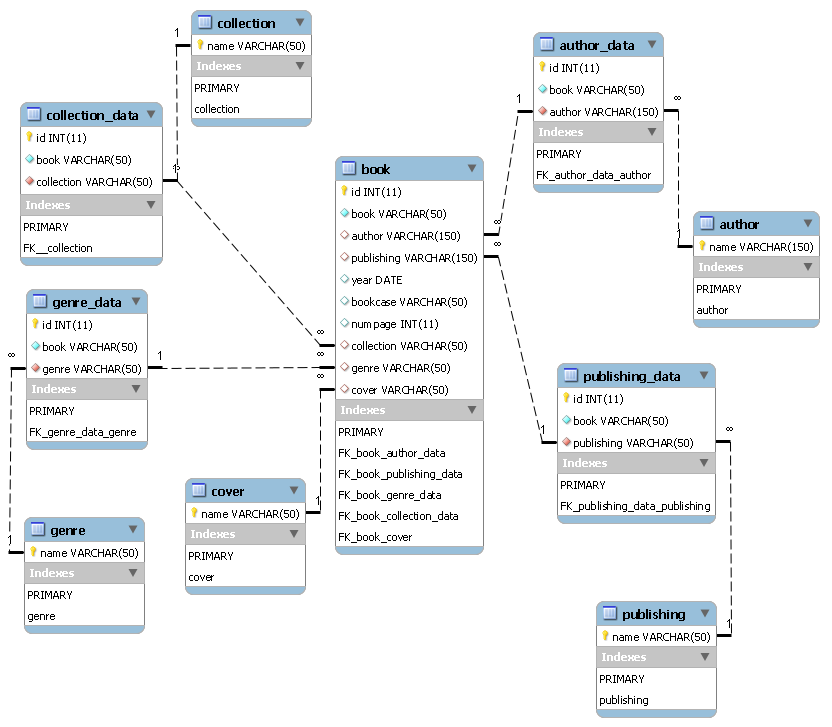 collection
name VARCHAR(50)
Indexes
PRIMARY
collection
collection_data
id INT(11)
book VARCHAR(50)
collection VARCHAR(50)
Indexes
PRIMARY
FK__collection
genre_data
id INT(11)
book VARCHAR(50)
genre VARCHAR(50)
Indexes
PRIMARY
FK_genre_data_genre
genre
name VARCHAR(50)
Indexes
PRIMARY
genre
cover
name VARCHAR(50)
Indexes
PRIMARY
cover
book
id INT(11)
book VARCHAR(50)
author VARCHAR(150)
publishing VARCHAR(150)
year DATE
bookcase VARCHAR(50)
numpage INT(11)
collection VARCHAR(50)
genre VARCHAR(50)
cover VARCHAR(50)
Indexes
PRIMARY
FK_book_author_data
FK_book_publishing_data
FK_book_genre_data
FK_book_collection_data
FK_book_cover
author_data
id INT(11)
book VARCHAR(50)
author VARCHAR(150)
Indexes
PRIMARY
FK_author_data_author
author
name VARCHAR(150)
Indexes
PRIMARY
author
publishing_data
id INT(11)
book VARCHAR(50)
publishing VARCHAR(50)
Indexes
PRIMARY
FK_publishing_data_publishing
publishing
name VARCHAR(50)
Indexes
PRIMARY
publishing
1
∞
1
∞
∞
1
∞
1
1
∞
1
∞
∞
1
∞
1
∞
1